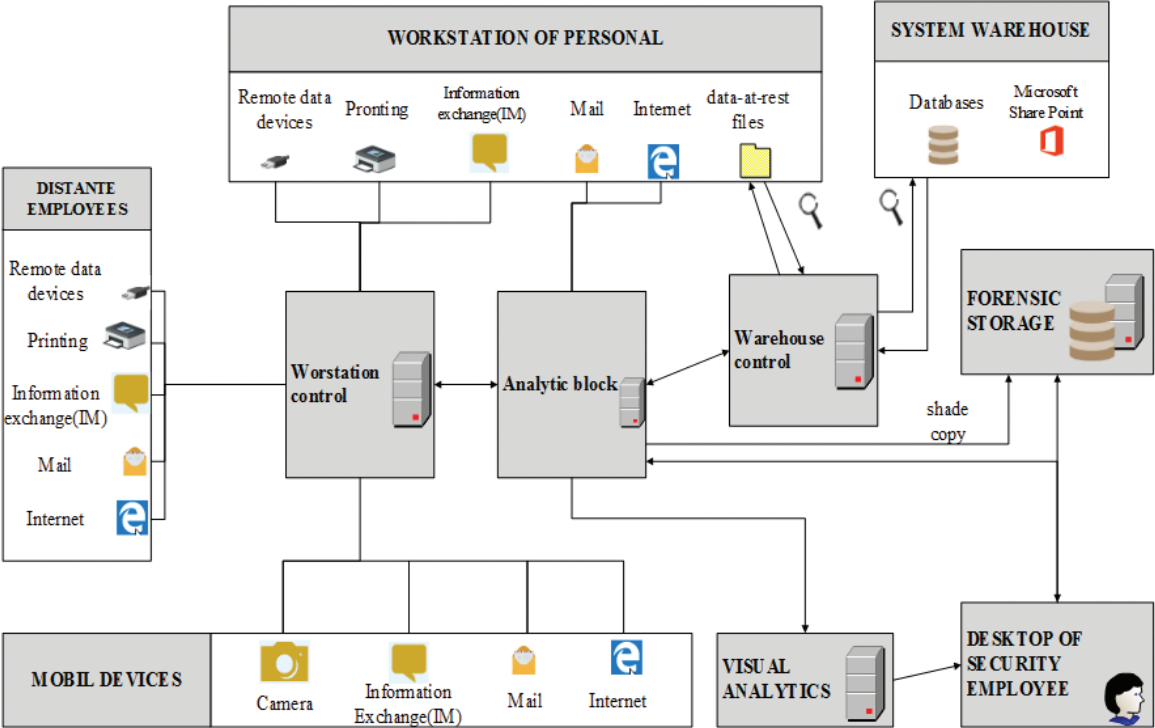 WORKSTATION OF PERSONAL
Remote data
devices
Pronting
Information
exchange(IM)
Mail
Internet
data-at-rest
files
SYSTEM WAREHOUSE
Databases
Microsoft
Share Point
DISTANTE
EMPLOYEES
Remote data
devices
Printing
Information
exchange(IM)
Mail
Internet
Worstation
control
Analytic block
Warehouse
control
FORENSIC
STORAGE
shade
copy
MOBIL DEVICES
Camera
Information
Exchange(IM)
Mail
Internet
VISUAL
ANALYTICS
DESKTOP OF
SECURITY
EMPLOYEE